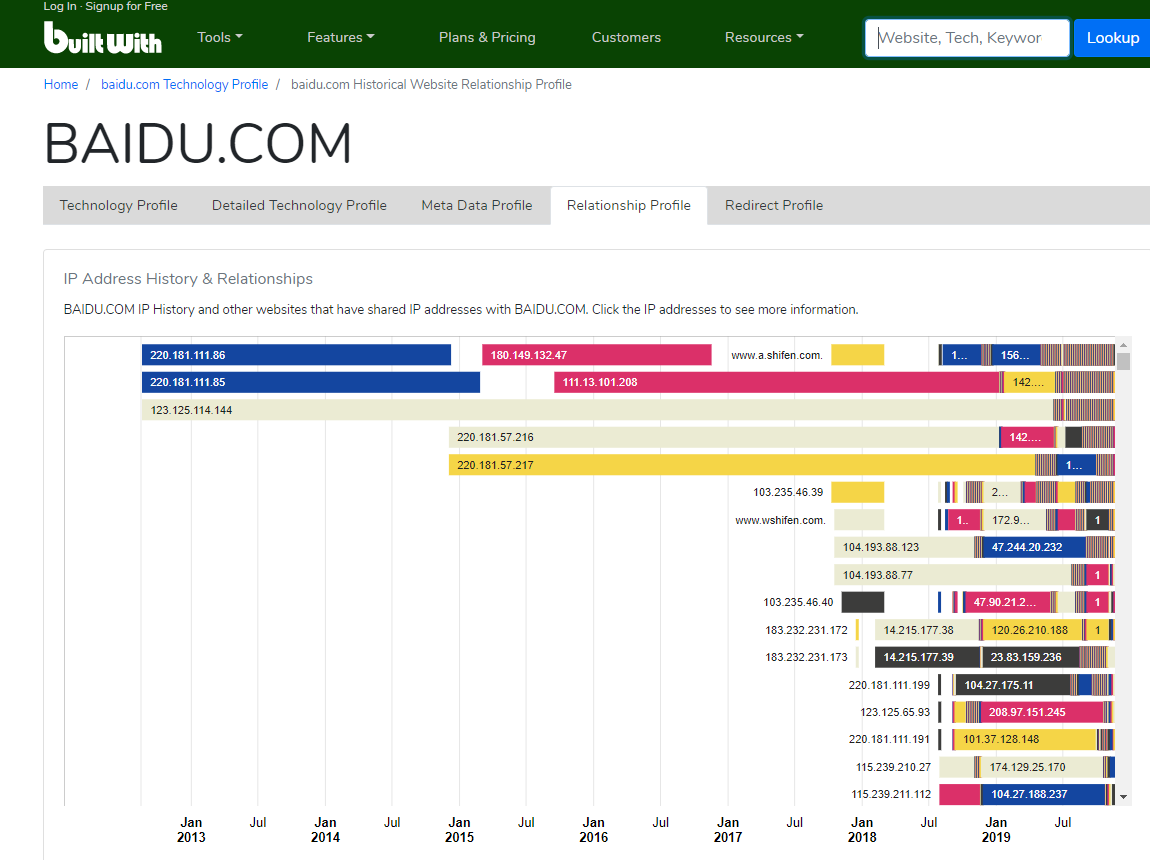 Log In · Signup for Free
built with Tools Features Plans & Pricing Customers Resources Website, Tech, Keywor Lookup
Home / baidu.com Technology Profile / baidu.com Historical Website Relationship Profile
BAIDU.COM
Technology Profile Detailed Technology Profile Meta Data Profile Relationship Profile Redirect Profile
IP Address History & Relationships
BAIDU.COM IP History and other websites that have shared IP addresses with BAIDU.COM. Click the IP addresses to see more information.
220.181.111.86 180.149.132.47 www.a.shifen.com. 1... 156...
220.181.111.85 111.13.101.208 142....
123.125.114.144
220.181.57.216 142....
220.181.57.217 1...
103.235.46.39 2...
www.wshifen.com. 1.. 172.9... 1
104.193.88.123 47.244.20.232
104.193.88.77 1
103.235.46.40 47.90.21.2... 1
183.232.231.172 14.215.177.38 120.26.210.188 1
183.232.231.173 14.215.177.39 23.83.159.236
220.181.111.199 104.27.175.11
123.125.65.93 208.97.151.245
220.181.111.191 101.37.128.148
115.239.210.27 174.129.25.170
115.239.211.112 104.27.188.237
Jan Jul Jan Jul Jan Jul Jan Jul Jan Jul Jan Jul Jan Jul
2013 2014 2015 2016 2017 2018 2019